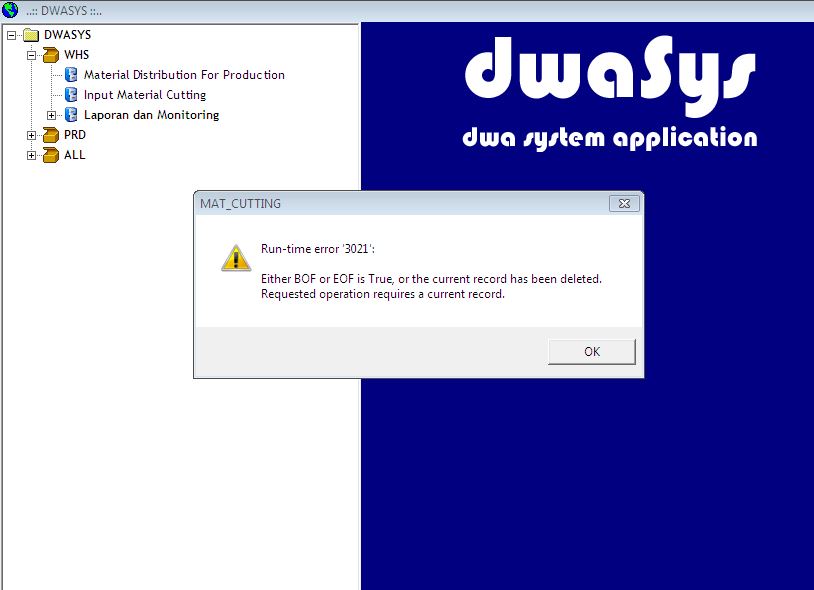 ..:: DWASYS ::..
DWASYS
WHS
Material Distribution For Production
Input Material Cutting
Laporan dan Monitoring
PRD
ALL
dwaSys
dwa system application
MAT_CUTTING
Run-time error '3021':
Either BOF or EOF is True, or the current record has been deleted.
Requested operation requires a current record.
OK